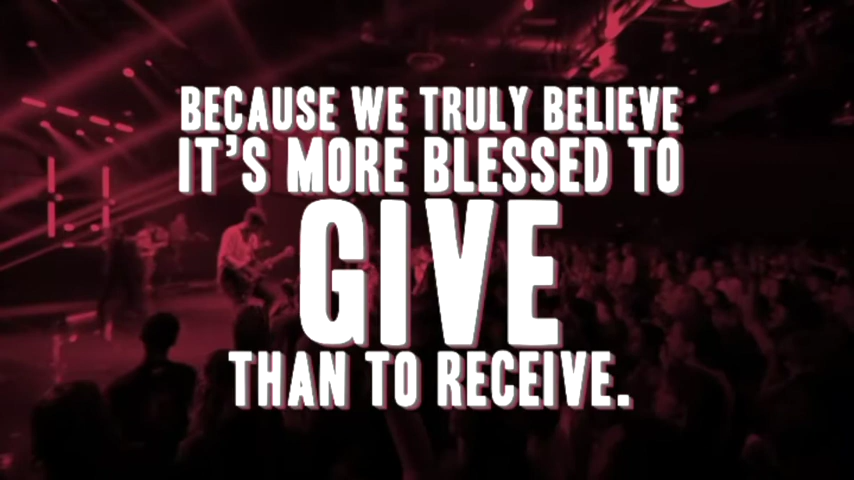 BECAUSE WE TRULY BELIEVE
IT'S MORE BLESSED TO
GIVE
THAN TO RECEIVE.